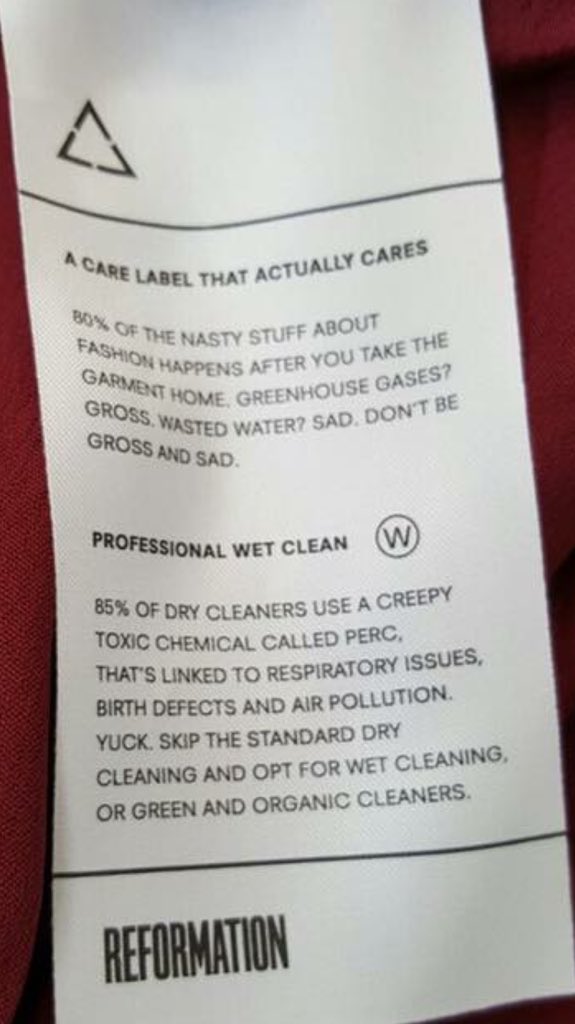 A CARE LABEL THAT ACTUALLY CARES
80% OF THE NASTY STUFF ABOUT
FASHION HAPPENS AFTER YOU TAKE THE
GARMENT HOME. GREENHOUSE GASES?
GROSS. WASTED WATER? SAD. DON'T BE
GROSS AND SAD.
PROFESSIONAL WET CLEAN W
85% OF DRY CLEANERS USE A CREEPY
TOXIC CHEMICAL CALLED PERC,
THAT'S LINKED TO RESPIRATORY ISSUES,
BIRTH DEFECTS AND AIR POLLUTION.
YUCK. SKIP THE STANDARD DRY
CLEANING AND OPT FOR WET CLEANING,
OR GREEN AND ORGANIC CLEANERS.
REFORMATION